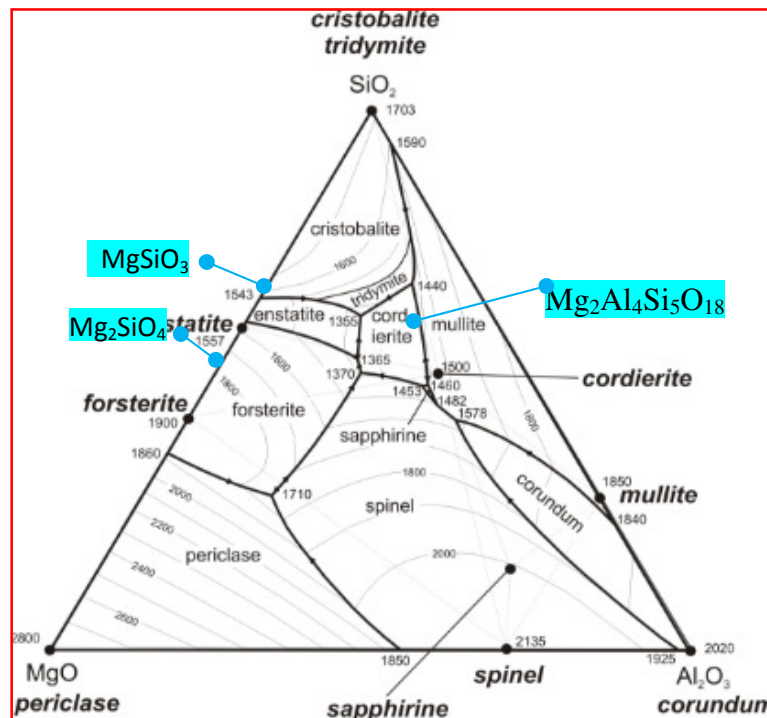 cristobalite
tridymite
SiO₂
1703
1590
cristobalite
1600
MgSiO₃
tridymite
1440
1543
enstatite
1355
cord
ierite
mullite
Mg₂Al₄Si₅O₁₈
Mg₂SiO₄
statite
1557
1600
1365
1370
1500
cordierite
1800
1453
1460
1482
1578
forsterite
forsterite
1800
1900
sapphirine
1860
1800
1850
mullite
1840
corundum
1710
spinel
2000
2000
2200
2400
2600
periclase
2800
2135
2020
MgO
1850
spinel
1925
Al₂O₃
periclase
sapphirine
corundum